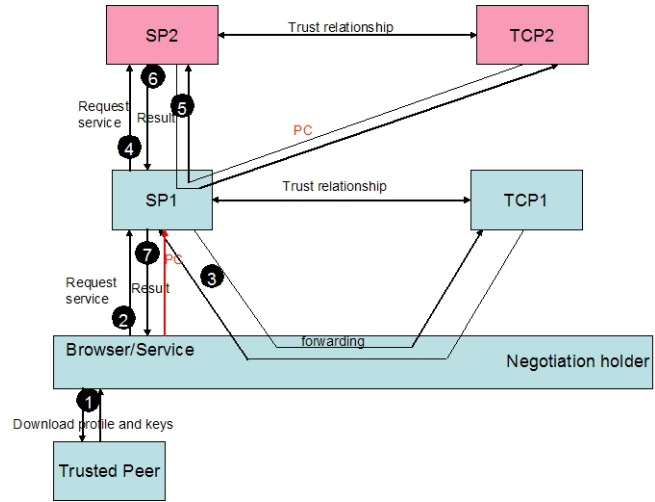 SP2
Trust relationship
TCP2
6
Request
service
Result
5
PC
4
SP1
Trust relationship
TCP1
7
PC
3
Request
service
Result
2
forwarding
Browser/Service
Negotiation holder
1
Download profile and keys
Trusted Peer